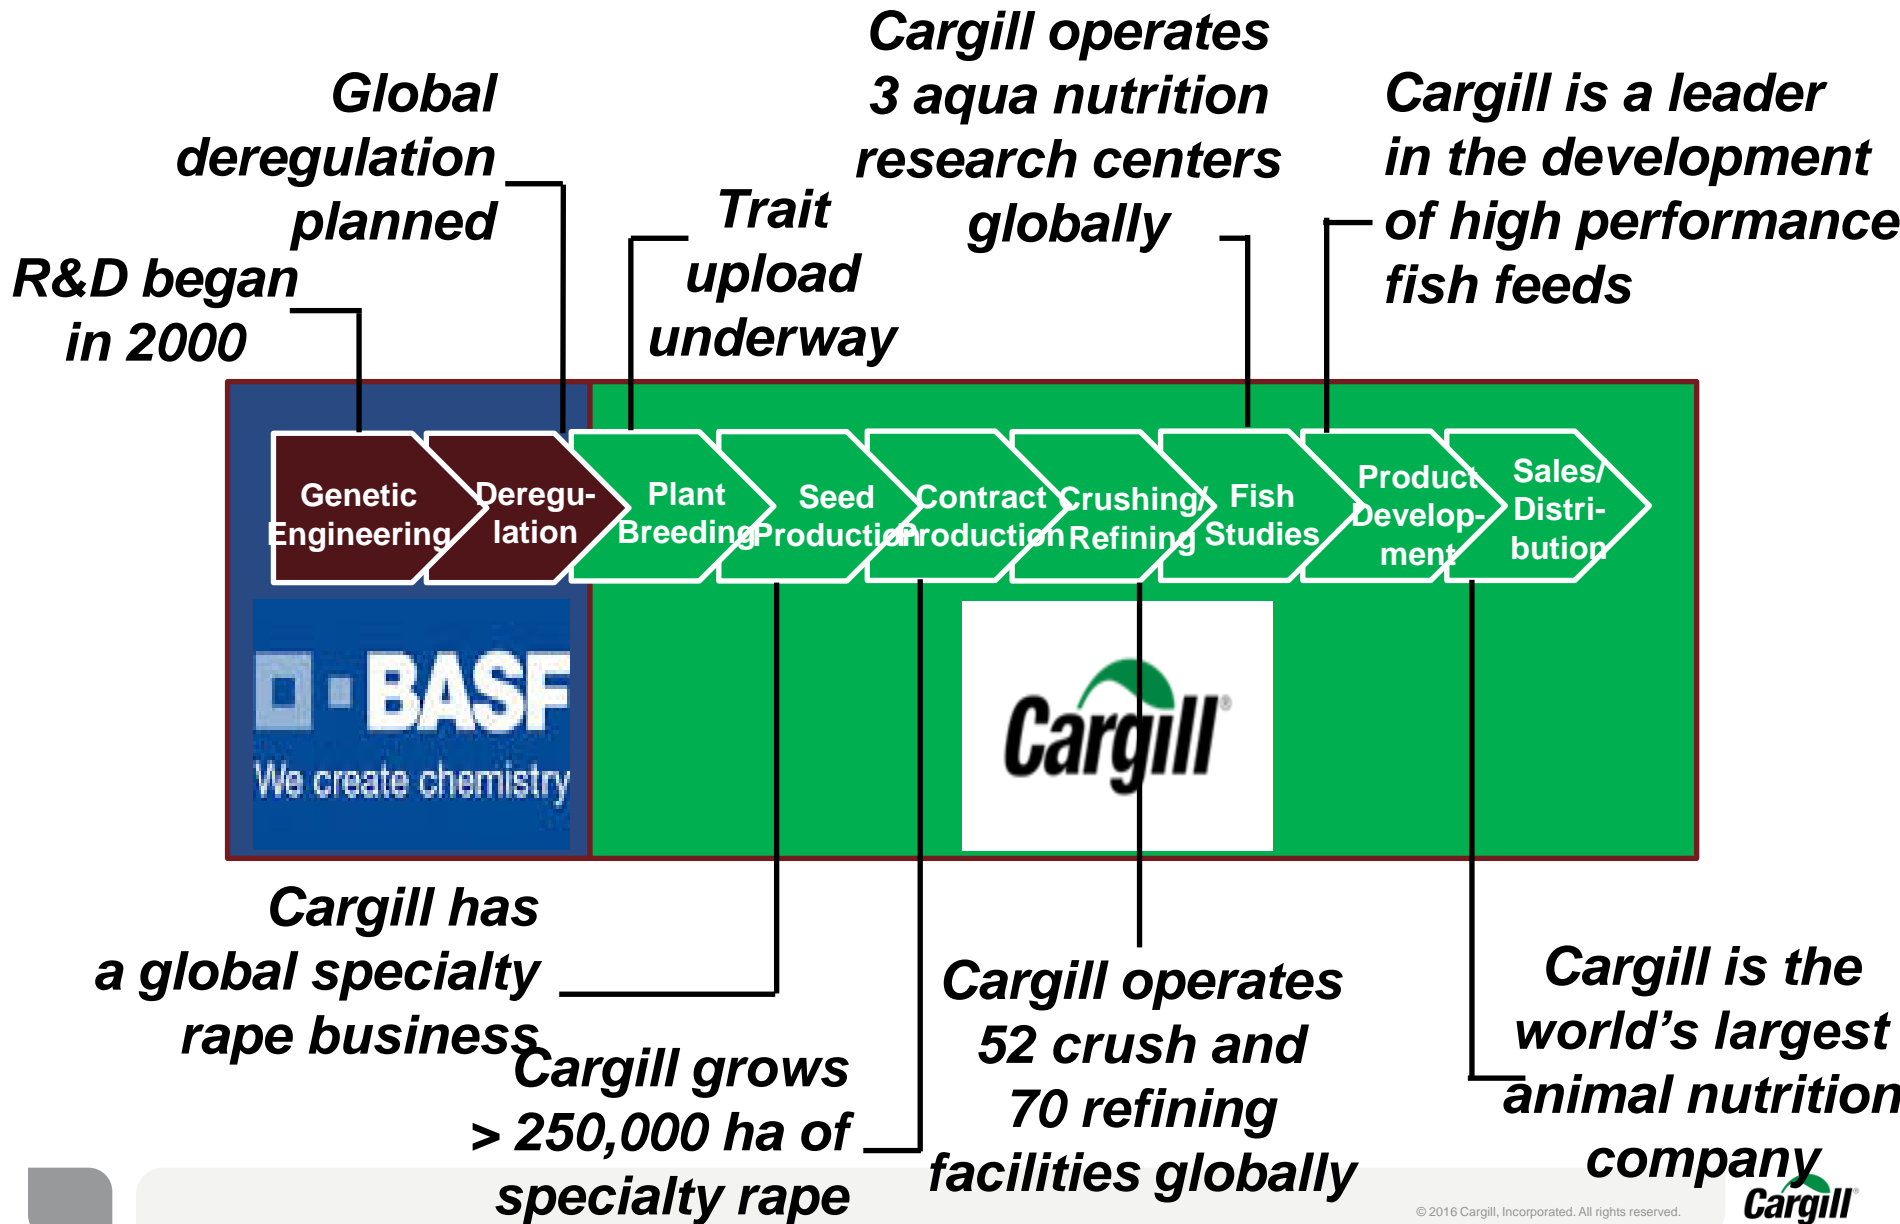 Cargill operates
3 aqua nutrition
research centers
globally
Global
deregulation
planned
Cargill is a leader
in the development
of high performance
fish feeds
Trait
upload
underway
R&D began
in 2000
Genetic
Engineering
Deregu-
lation
Plant
Breeding
Seed
Production
Contract
Production
Crushing/
Refining
Fish
Studies
Product
Develop-
ment
Sales/
Distri-
bution
BASF
We create chemistry
Cargill®
Cargill has
a global specialty
rape business
Cargill grows
> 250,000 ha of
specialty rape
Cargill operates
52 crush and
70 refining
facilities globally
Cargill is the
world’s largest
animal nutrition
company
© 2016 Cargill, Incorporated. All rights reserved.
Cargill®